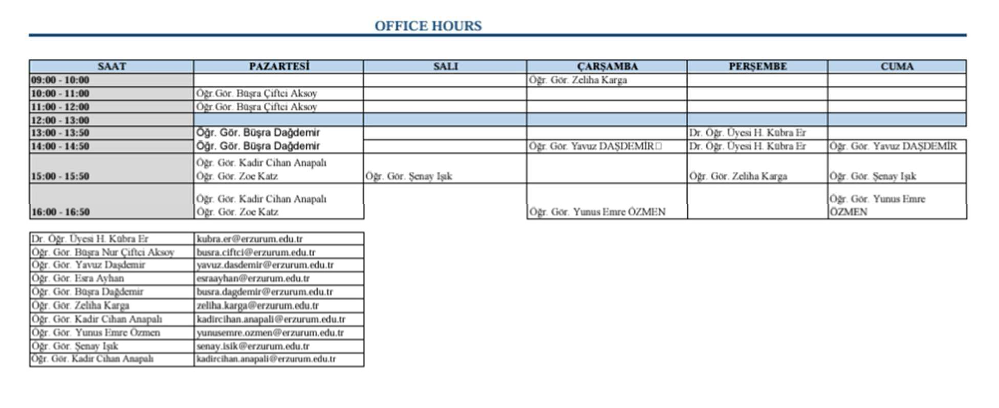 OFFICE HOURS
SAAT PAZARTESİ SALI ÇARŞAMBA PERŞEMBE CUMA
09:00 - 10:00 Öğr. Gör. Zeliha Karga
10:00 - 11:00 Öğr.Gör. Büşra Çiftci Aksoy
11:00 - 12:00 Öğr.Gör. Büşra Çiftci Aksoy
12:00 - 13:00
13:00 - 13:50 Öğr. Gör. Büşra Dağdemir Dr. Öğr. Üyesi H. Kübra Er
14:00 - 14:50 Öğr. Gör. Büşra Dağdemir Öğr. Gör. Yavuz DAŞDEMİR□ Dr. Öğr. Üyesi H. Kübra Er Öğr. Gör. Yavuz DAŞDEMİR
Öğr. Gör. Kadir Cihan Anapalı
15:00 - 15:50 Öğr. Gör. Zoe Katz Öğr. Gör. Şenay Işık Öğr. Gör. Zeliha Karga Öğr. Gör. Şenay Işık
Öğr. Gör. Kadir Cihan Anapalı Öğr. Gör. Yunus Emre
16:00 - 16:50 Öğr. Gör. Zoe Katz Öğr. Gör. Yunus Emre ÖZMEN ÖZMEN
Dr. Öğr. Üyesi H. Kübra Er kubra.er@erzurum.edu.tr
Öğr. Gör. Büşra Nur Çiftci Aksoy busra.ciftci@erzurum.edu.tr
Öğr. Gör. Yavuz Daşdemir yavuz.dasdemir@erzurum.edu.tr
Öğr. Gör. Esra Ayhan esraayhan@erzurum.edu.tr
Öğr. Gör. Büşra Dağdemir busra.dagdemir@erzurum.edu.tr
Öğr. Gör. Zeliha Karga zeliha.karga@erzurum.edu.tr
Öğr. Gör. Kadir Cihan Anapalı kadircihan.anapali@erzurum.edu.tr
Öğr. Gör. Yunus Emre Özmen yunusemre.ozmen@erzurum.edu.tr
Öğr. Gör. Şenay Işık senay.isik@erzurum.edu.tr
Öğr. Gör. Kadir Cihan Anapalı kadircihan.anapali@erzurum.edu.tr